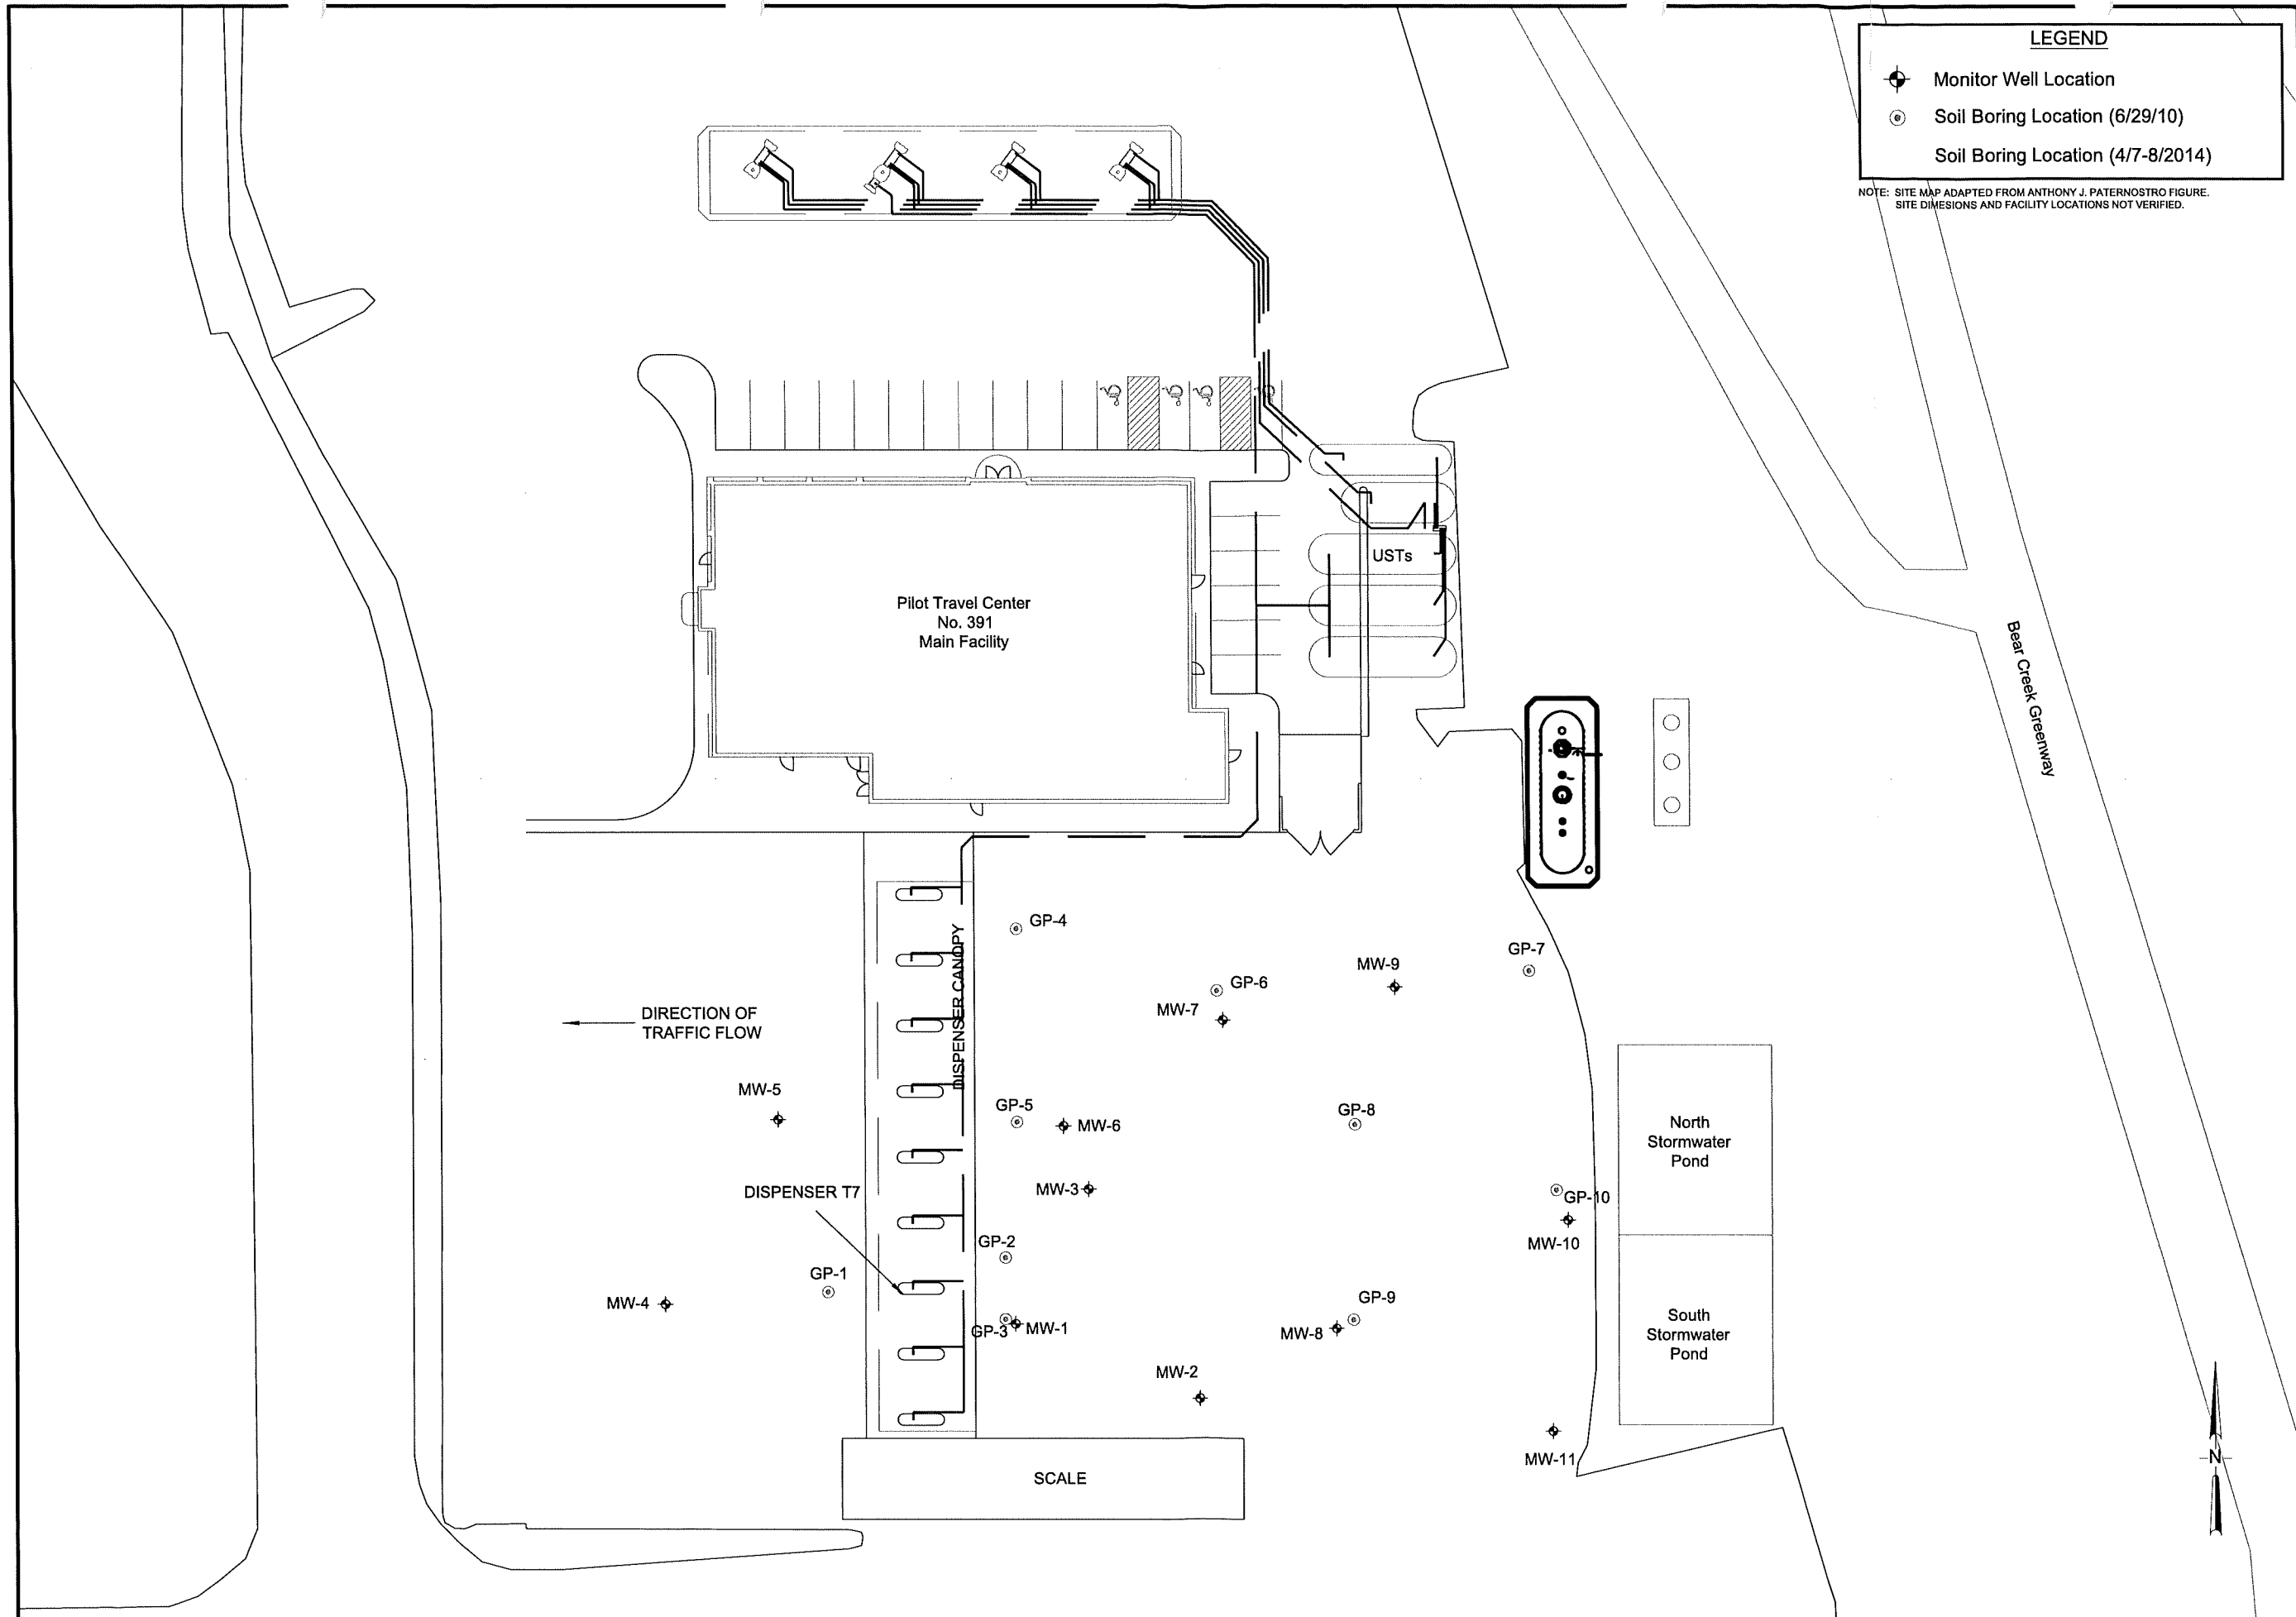 LEGEND
Monitor Well Location
Soil Boring Location (6/29/10)
Soil Boring Location (4/7-8/2014)
NOTE: SITE MAP ADAPTED FROM ANTHONY J. PATERNOSTRO FIGURE.
SITE DIMESIONS AND FACILITY LOCATIONS NOT VERIFIED.
USTs
Pilot Travel Center
No. 391
Main Facility
Bear Creek Greenway
GP-4
DISPENSER CANOPY
GP-7
MW-9
GP-6
MW-7
DIRECTION OF
TRAFFIC FLOW
MW-5
GP-5
MW-6
GP-8
North
Stormwater
Pond
DISPENSER T7
MW-3
GP-10
MW-10
GP-2
GP-1
MW-4
GP-3
MW-1
GP-9
MW-8
South
Stormwater
Pond
MW-2
MW-11
SCALE
N